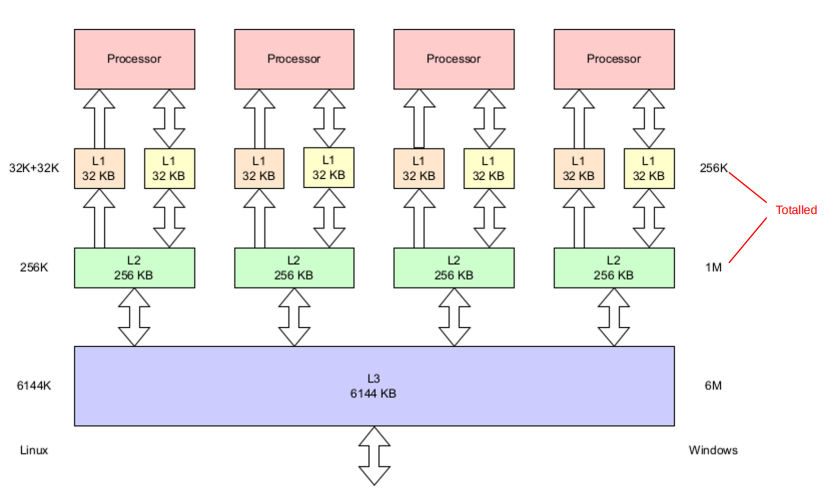 Processor Processor Processor Processor
32K+32K
L1
32 KB
L1
32 KB
L1
32 KB
L1
32 KB
L1
32 KB
L1
32 KB
L1
32 KB
L1
32 KB
256K
Totalled
256K
L2
256 KB
L2
256 KB
L2
256 KB
L2
256 KB
1M
6144K
L3
6144 KB
6M
Linux
Windows